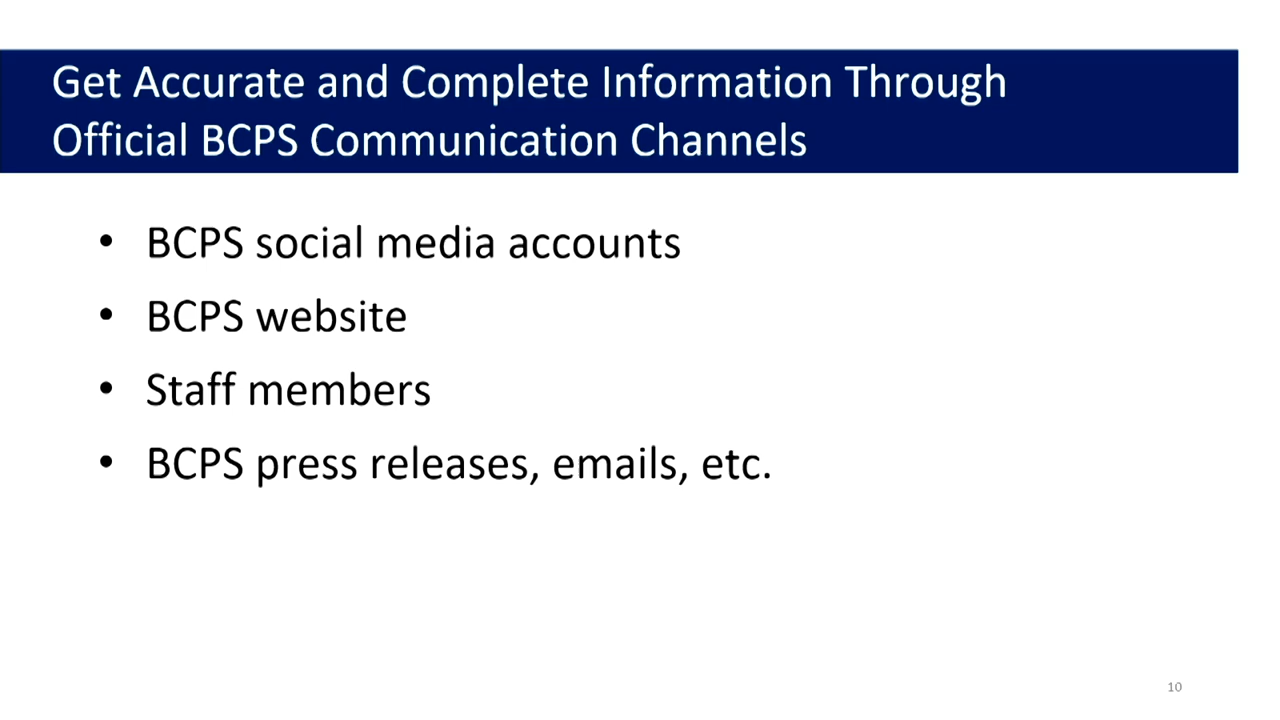 Get Accurate and Complete Information Through
Official BCPS Communication Channels
• BCPS social media accounts
• BCPS website
• Staff members
• BCPS press releases, emails, etc.
10